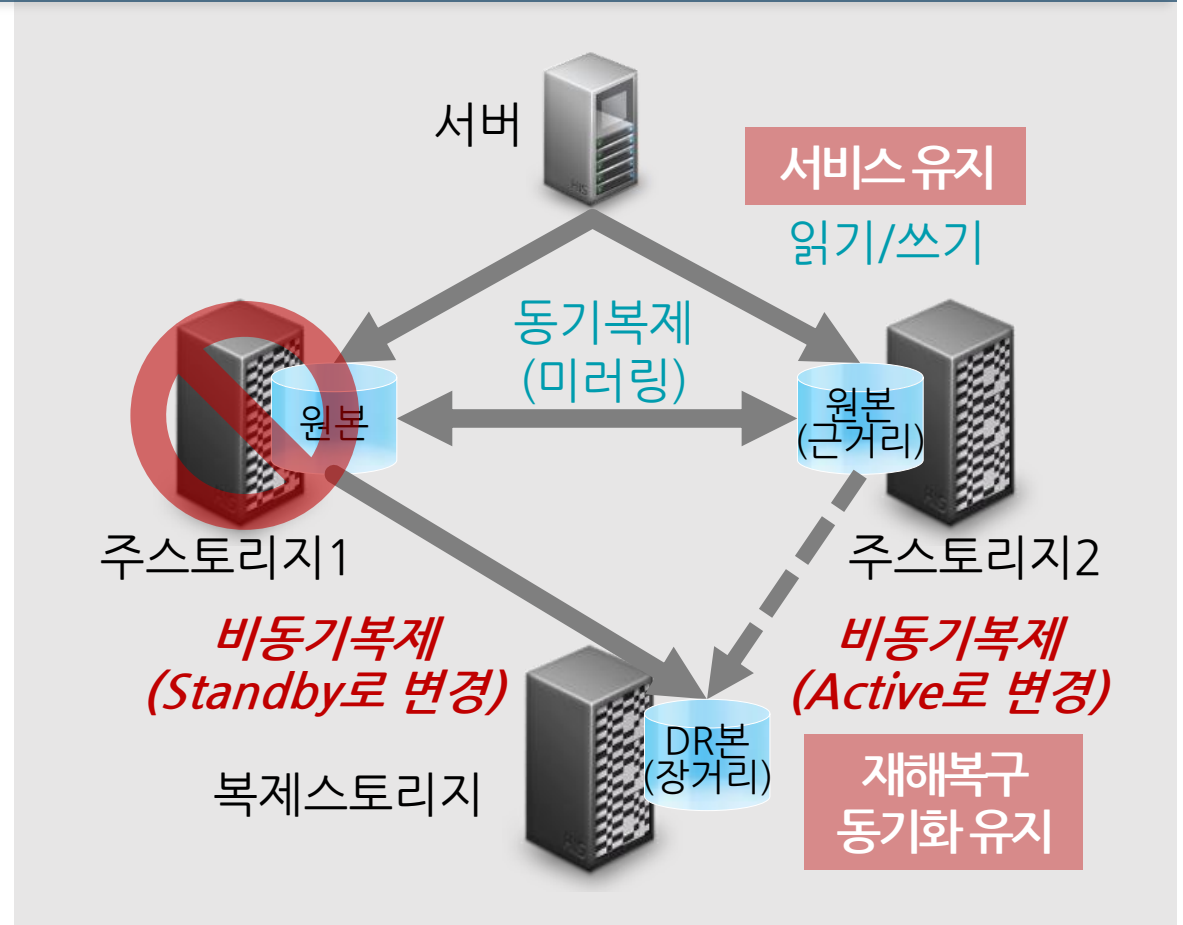 서버
서비스 유지
읽기/쓰기
동기복제
(미러링)
원본
원본
(근거리)
주스토리지1
주스토리지2
비동기복제
(Standby로 변경)
비동기복제
(Active로 변경)
DR본
(장거리)
복제스토리지
재해복구
동기화 유지